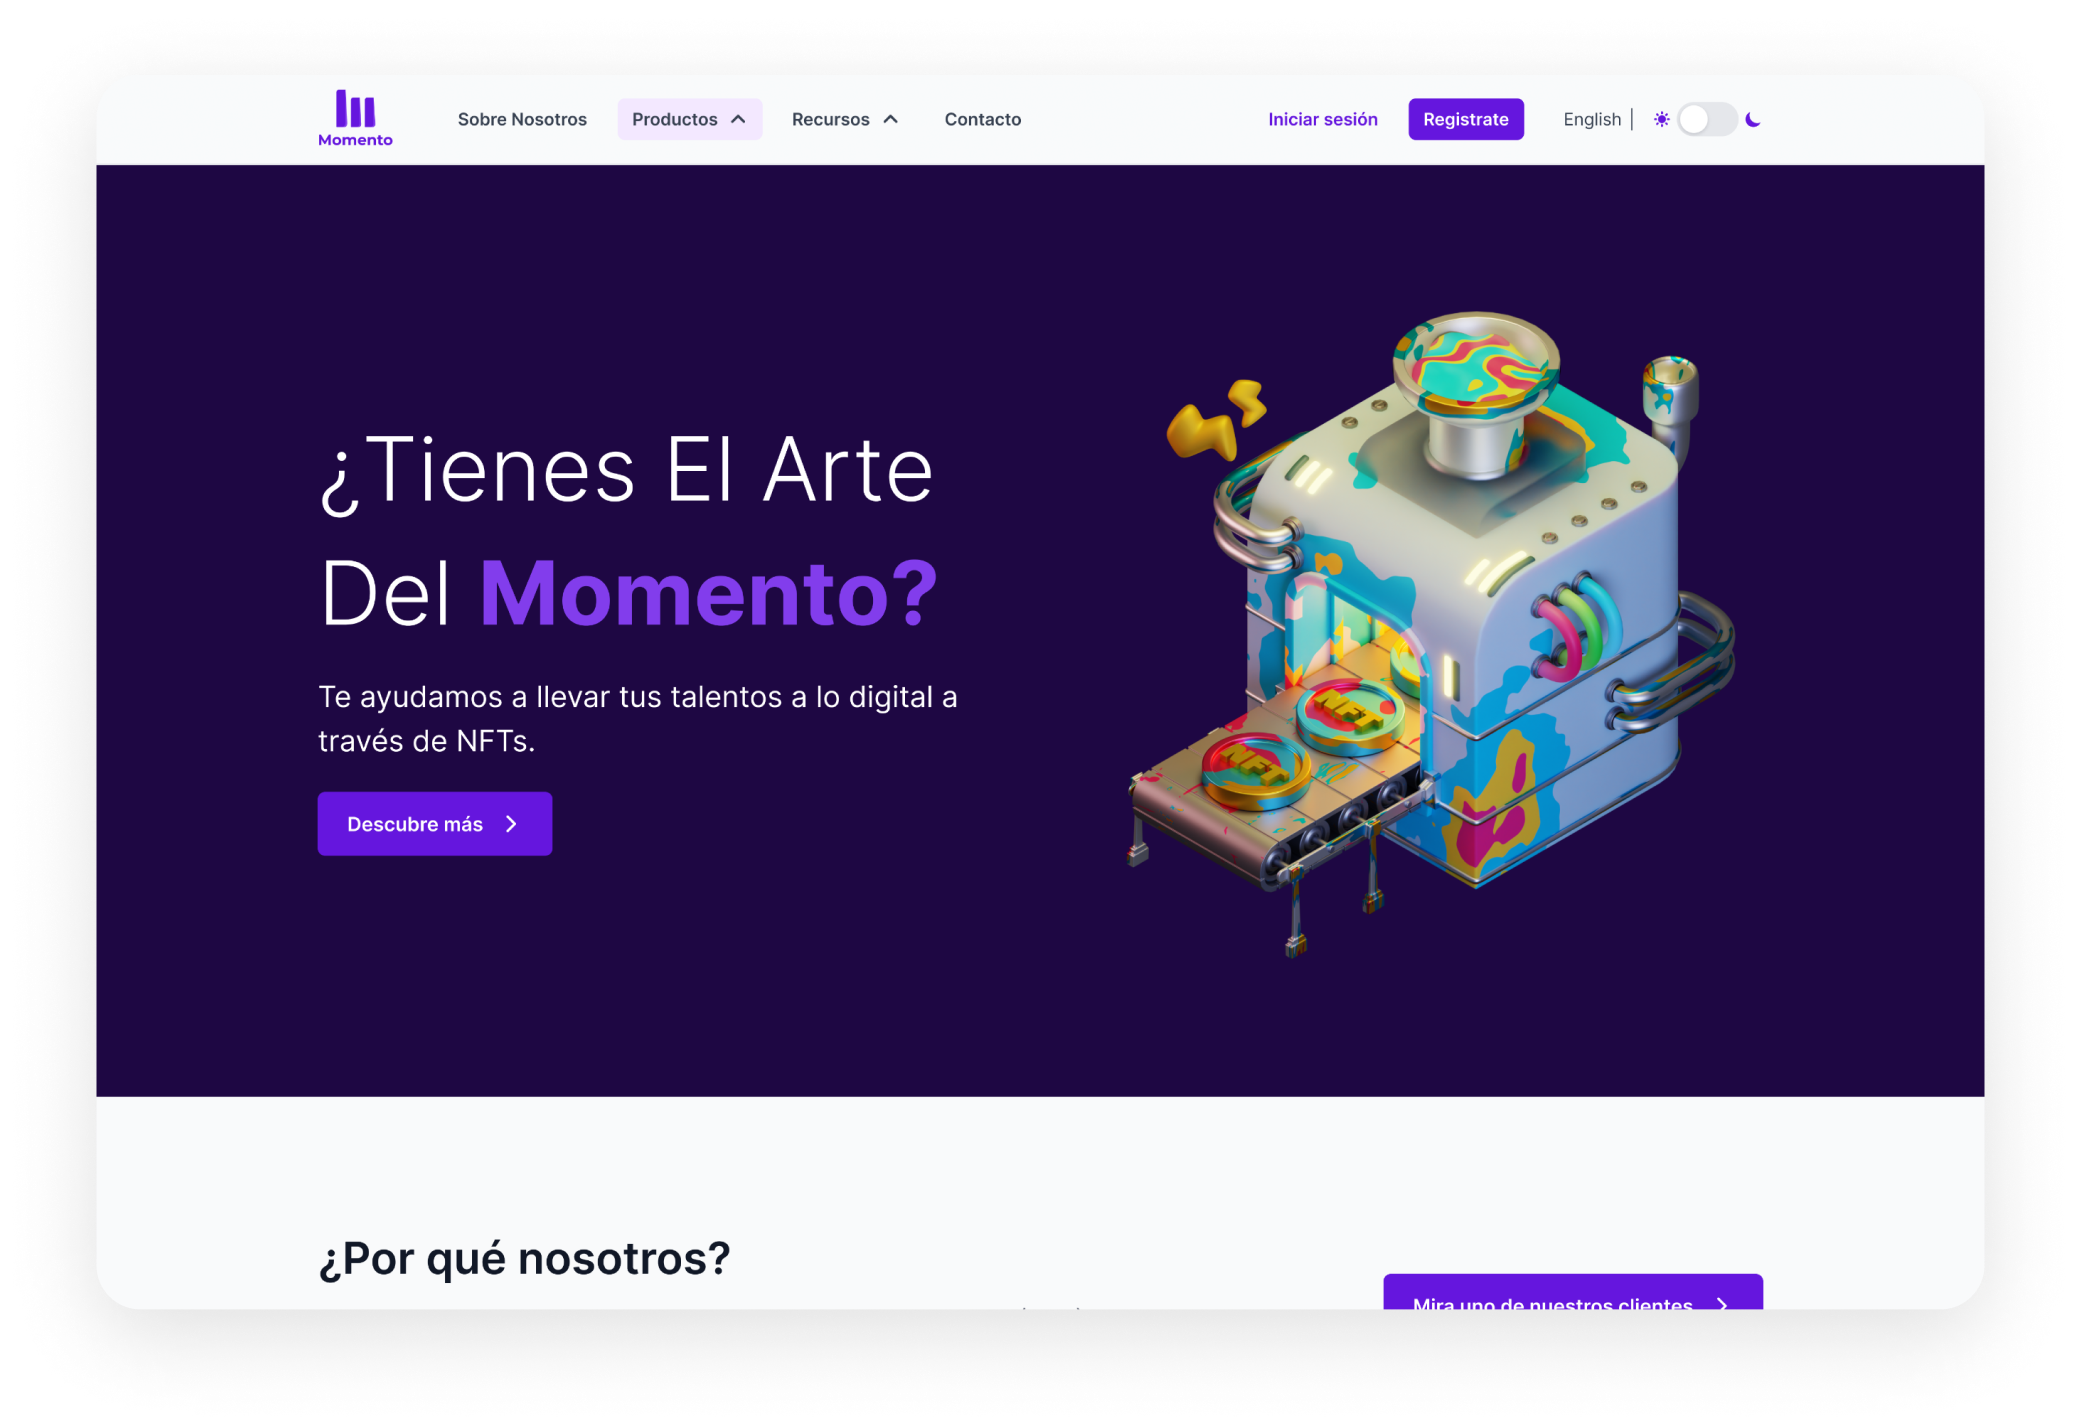 Momento
Sobre Nosotros
Productos
Recursos
Contacto
Iniciar sesión
Registrate
English
¿Tienes El Arte
Del Momento?
Te ayudamos a llevar tus talentos a lo digital a
través de NFTs.
Descubre más
NFT
NFT
¿Por qué nosotros?
Mira uno de nuestros clientes